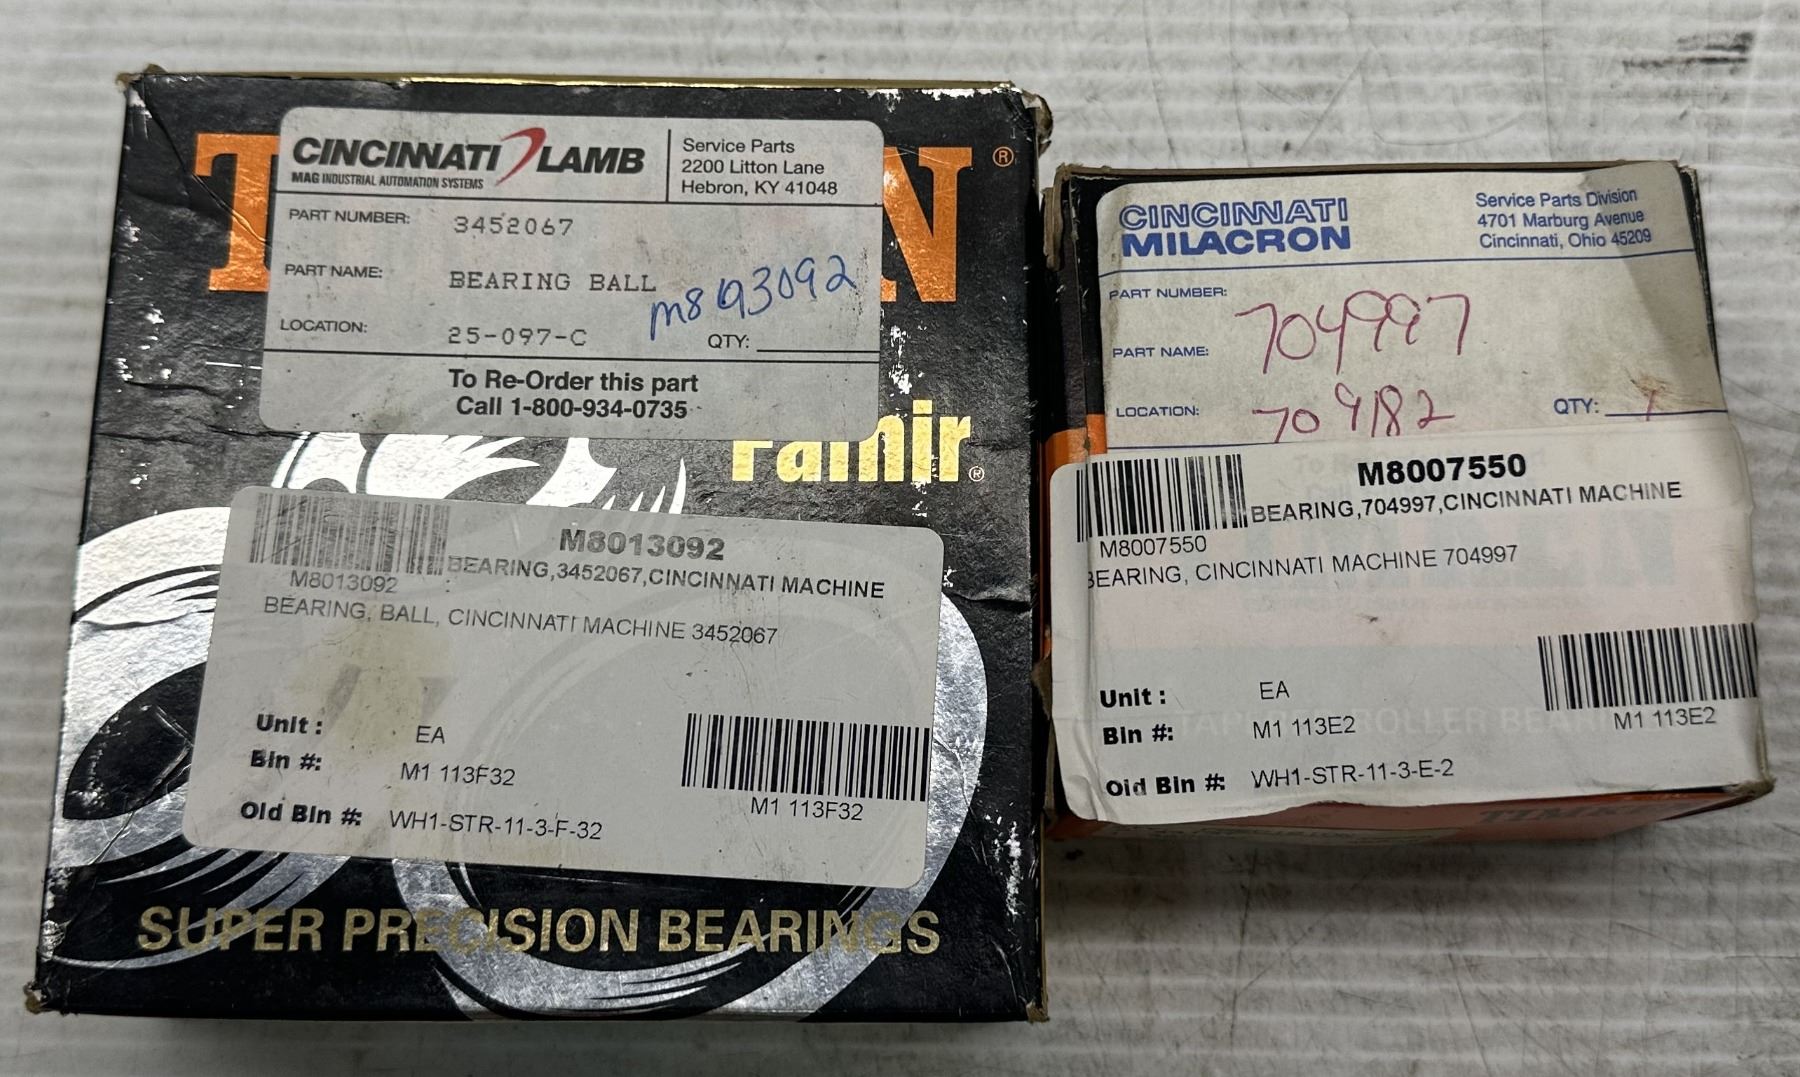 CINCINNATI LAMB
MAG INDUSTRIAL AUTOMATION SYSTEMS
Service Parts
2200 Litton Lane
Hebron, KY 41048
PART NUMBER: 3452067
PART NAME: BEARING BALL
M8013092
LOCATION: 25-097-C QTY:
To Re-Order this part
Call 1-800-934-0735
Fafnir®
M8013092
BEARING,3452067,CINCINNATI MACHINE
M8013092
BEARING, BALL, CINCINNATI MACHINE 3452067
Unit : EA
Bin #: M1 113F32
M1 113F32
Old Bin #: WH1-STR-11-3-F-32
SUPER PRECISION BEARINGS
CINCINNATI
MILACRON
Service Parts Division
4701 Marburg Avenue
Cincinnati, Ohio 45209
PART NUMBER:
704997
PART NAME:
LOCATION: 709182 QTY: 1
M8007550
BEARING,704997,CINCINNATI MACHINE
M8007550
BEARING, CINCINNATI MACHINE 704997
Unit : EA
Bin #: M1 113E2
M1 113E2
Old Bin #: WH1-STR-11-3-E-2